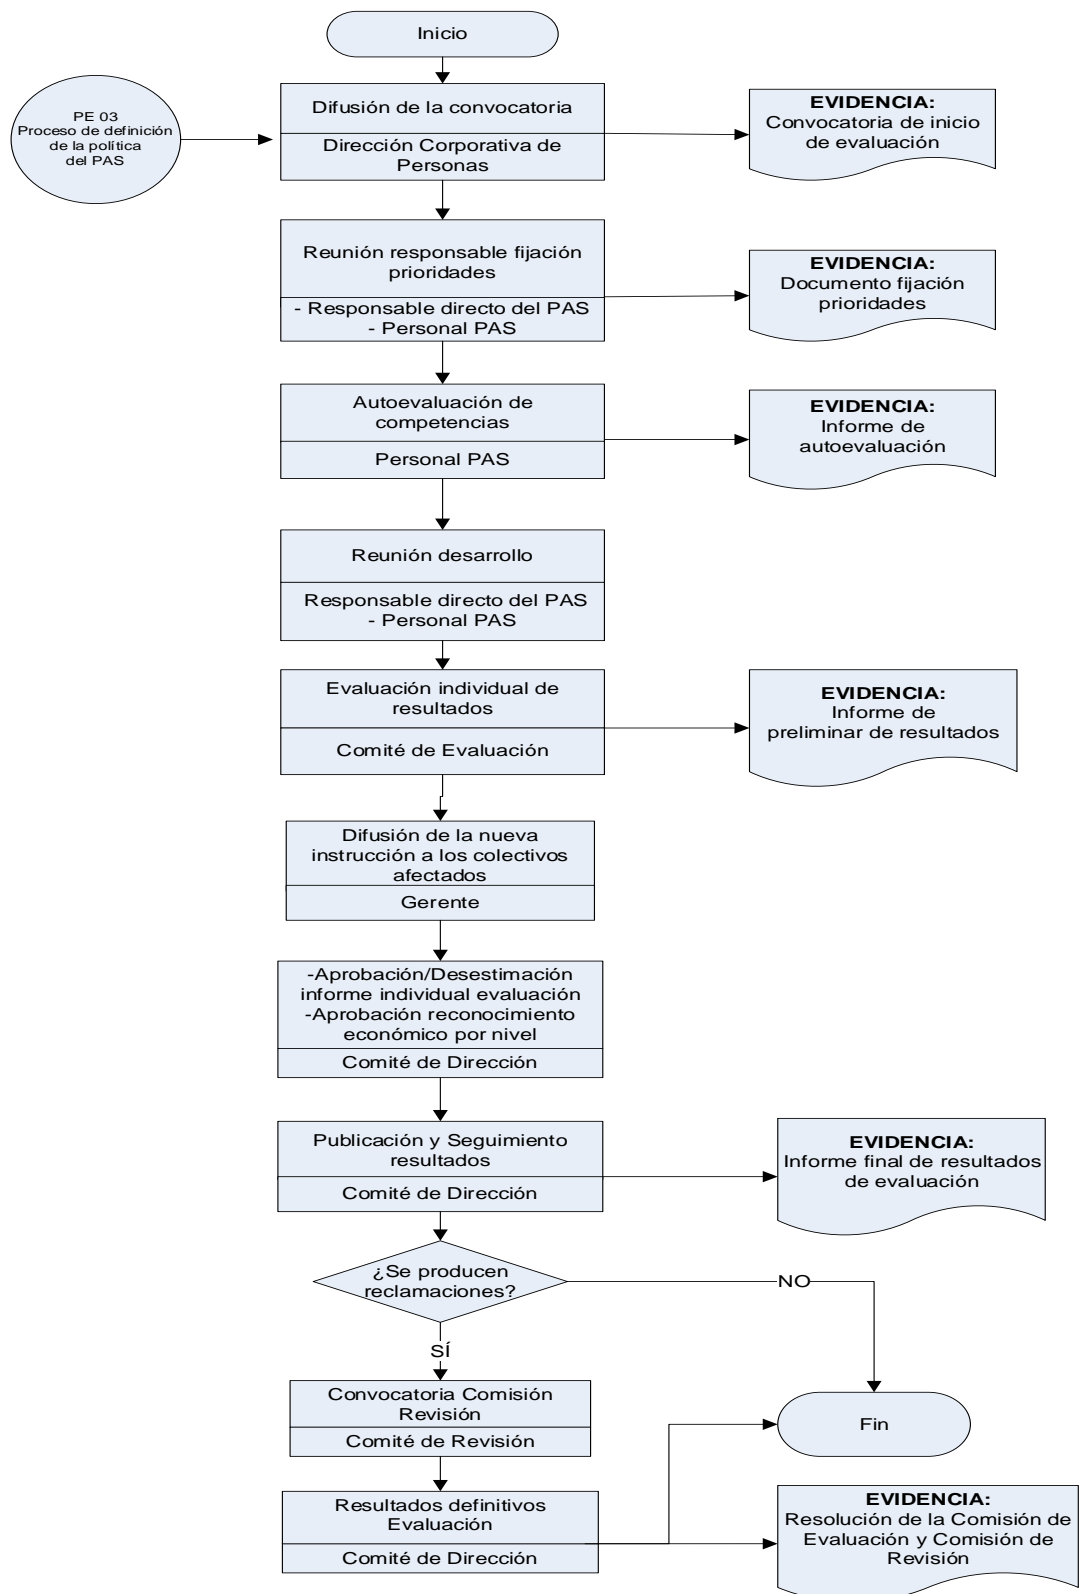 Inicio
PE 03
Proceso de definición
de la política
del PAS
Difusión de la convocatoria
Dirección Corporativa de
Personas
EVIDENCIA:
Convocatoria de inicio
de evaluación
Reunión responsable fijación
prioridades
- Responsable directo del PAS
- Personal PAS
EVIDENCIA:
Documento fijación
prioridades
Autoevaluación de
competencias
Personal PAS
EVIDENCIA:
Informe de
autoevaluación
Reunión desarrollo
Responsable directo del PAS
- Personal PAS
Evaluación individual de
resultados
Comité de Evaluación
EVIDENCIA:
Informe de
preliminar de resultados
Difusión de la nueva
instrucción a los colectivos
afectados
Gerente
-Aprobación/Desestimación
informe individual evaluación
-Aprobación reconocimiento
económico por nivel
Comité de Dirección
Publicación y Seguimiento
resultados
Comité de Dirección
EVIDENCIA:
Informe final de resultados
de evaluación
¿Se producen
reclamaciones?
NO
SÍ
Convocatoria Comisión
Revisión
Comité de Revisión
Fin
Resultados definitivos
Evaluación
Comité de Dirección
EVIDENCIA:
Resolución de la Comisión de
Evaluación y Comisión de
Revisión